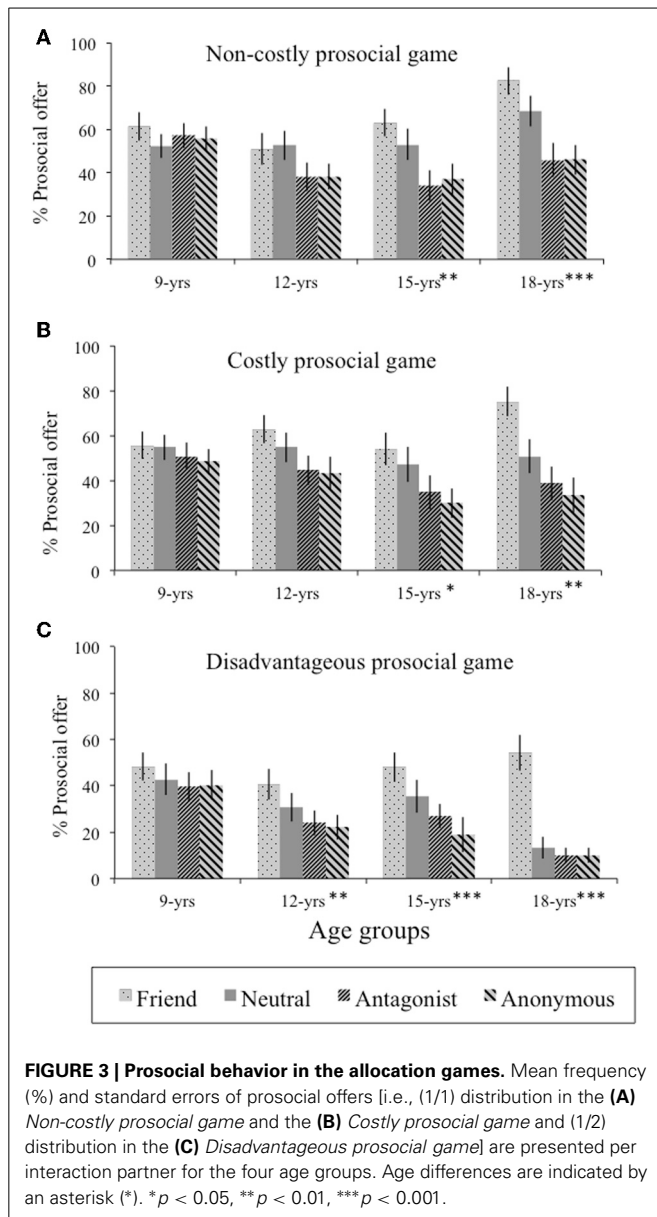 A
Non-costly prosocial game
% Prosocial offer
100
80
60
40
20
0
9-yrs 12-yrs 15-yrs** 18-yrs***
B
Costly prosocial game
% Prosocial offer
100
80
60
40
20
0
9-yrs 12-yrs 15-yrs * 18-yrs**
C
Disadvantageous prosocial game
% Prosocial offer
100
80
60
40
20
0
9-yrs 12-yrs** 15-yrs*** 18-yrs***
Age groups
Friend Neutral Antagonist Anonymous
FIGURE 3 | Prosocial behavior in the allocation games. Mean frequency
(%) and standard errors of prosocial offers [i.e., (1/1) distribution in the (A)
Non-costly prosocial game and the (B) Costly prosocial game and (1/2)
distribution in the (C) Disadvantageous prosocial game] are presented per
interaction partner for the four age groups. Age differences are indicated by
an asterisk (*). *p < 0.05, **p < 0.01, ***p < 0.001.